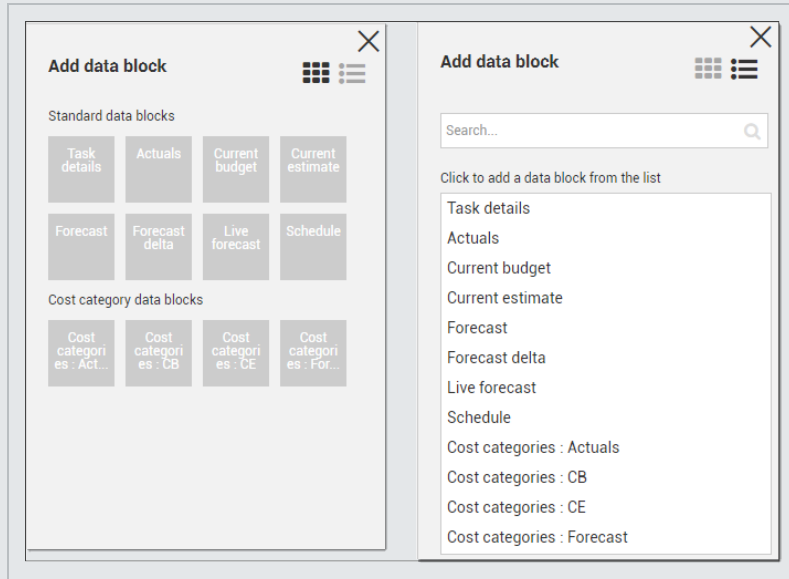 Add data block
Standard data blocks
Task
details
Actuals
Current
budget
Current
estimate
Forecast
Forecast
delta
Live
forecast
Schedule
Cost category data blocks
Cost
categori
es : Act...
Cost
categori
es : CB
Cost
categori
es : CE
Cost
categori
es : For...
Add data block
Search...
Click to add a data block from the list
Task details
Actuals
Current budget
Current estimate
Forecast
Forecast delta
Live forecast
Schedule
Cost categories : Actuals
Cost categories : CB
Cost categories : CE
Cost categories : Forecast